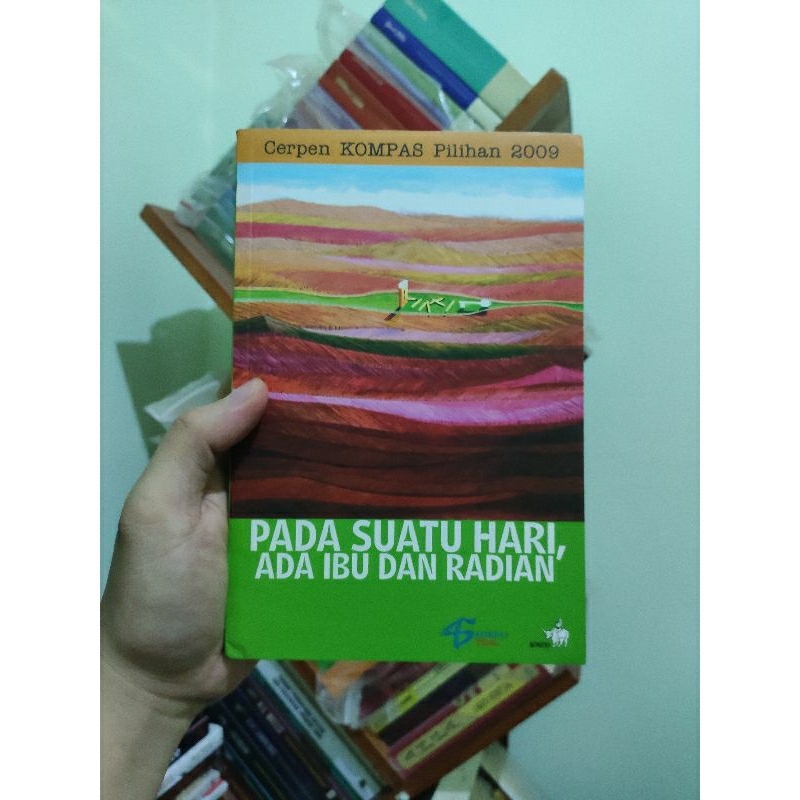 Cerpen KOMPAS Pilihan 2009
PADA SUATU HARI,
ADA IBU DAN RADIAN